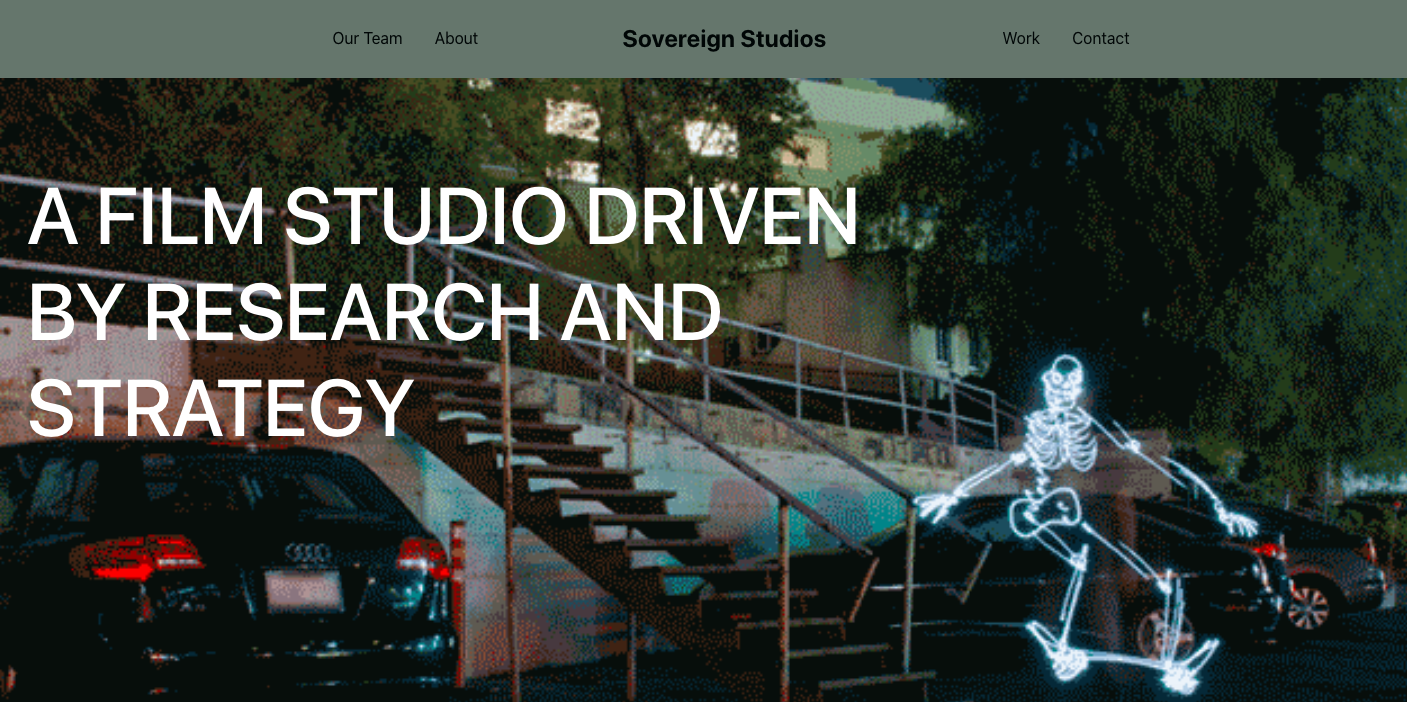 Our Team About Sovereign Studios Work Contact
A FILM STUDIO DRIVEN
BY RESEARCH AND
STRATEGY